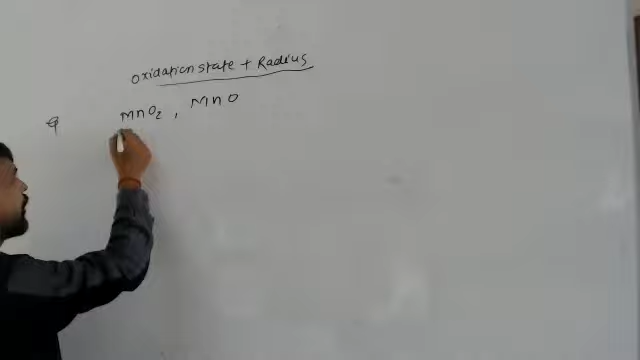 Oxidation state + Radius
Q MnO2, MnO